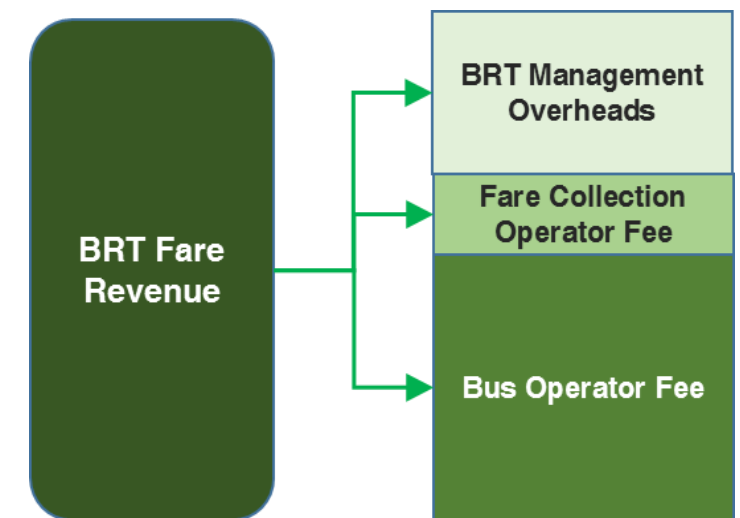 BRT Fare
Revenue
BRT Management
Overheads
Fare Collection
Operator Fee
Bus Operator Fee